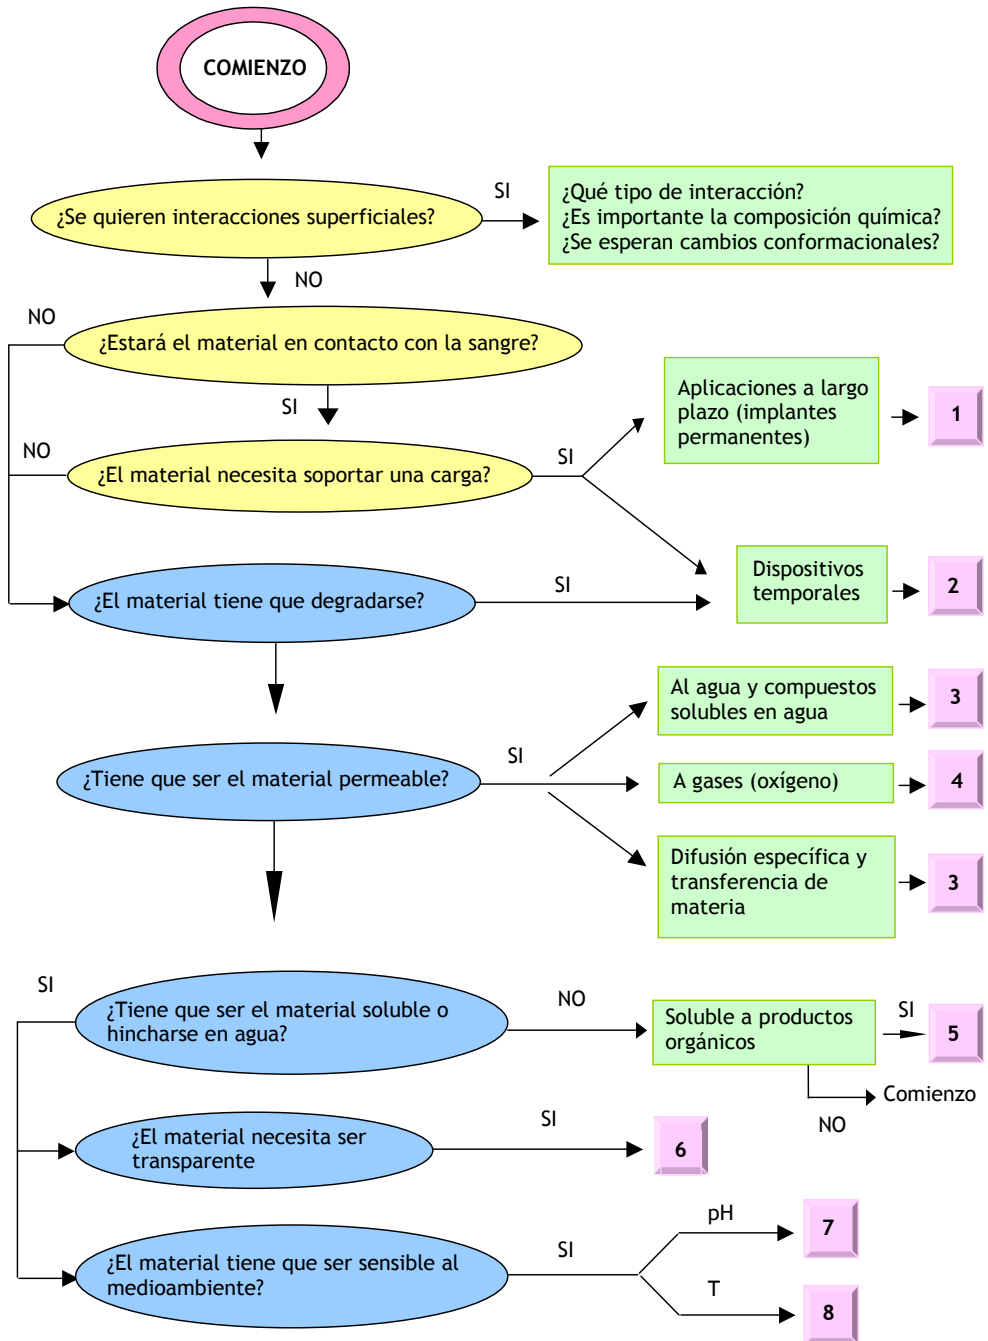 COMIENZO
¿Se quieren interacciones superficiales?
SI
¿Qué tipo de interacción?
¿Es importante la composición química?
¿Se esperan cambios conformacionales?
NO
NO
¿Estará el material en contacto con la sangre?
SI
Aplicaciones a largo
plazo (implantes
permanentes)
1
NO
¿El material necesita soportar una carga?
SI
¿El material tiene que degradarse?
SI
Dispositivos
temporales
2
Al agua y compuestos
solubles en agua
3
¿Tiene que ser el material permeable?
SI
A gases (oxígeno)
4
Difusión específica y
transferencia de
materia
3
SI
¿Tiene que ser el material soluble o
hincharse en agua?
NO
Soluble a productos
orgánicos
SI
5
Comienzo
NO
¿El material necesita ser
transparente
SI
6
¿El material tiene que ser sensible al
medioambiente?
SI
pH
7
T
8